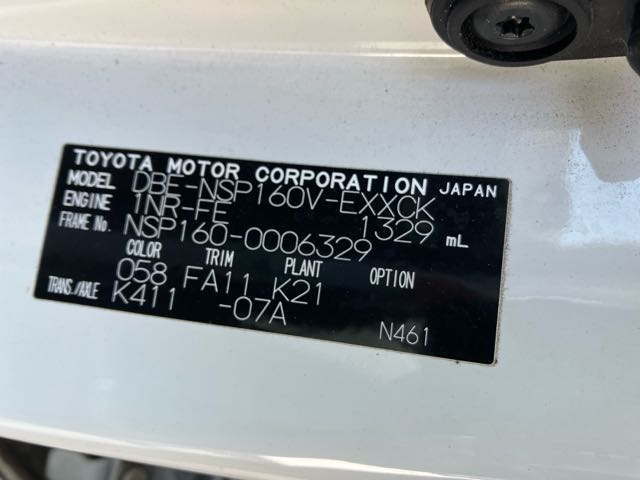 TOYOTA MOTOR CORPORATION JAPAN
MODEL DBE-NSP160V-EXXCK
ENGINE 1NR-FE 1329 mL
FRAME No. NSP160-0006329
COLOR TRIM PLANT OPTION
058 FA11 K21
TRANS./AXLE K411 -07A
N461